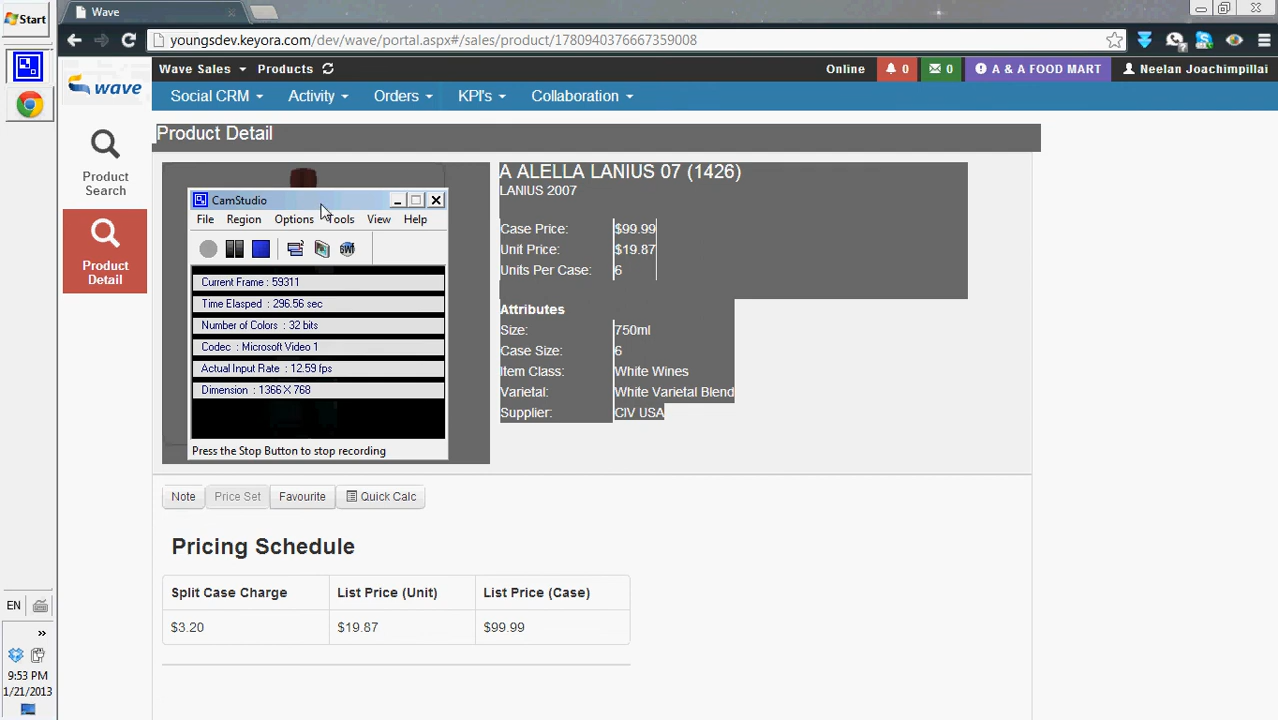 Start
Wave
youngsdev.keyora.com/dev/wave/portal.aspx#/sales/product/1780940376667359008
wave
Wave Sales
Products
Online
0
0
A & A FOOD MART
Neelan Joachimpillai
Social CRM
Activity
Orders
KPI's
Collaboration
Product Search
Product Detail
Product Detail
CamStudio
File
Region
Options
Tools
View
Help
Current Frame : 59311
Time Elasped : 296.56 sec
Number of Colors : 32 bits
Codec : Microsoft Video 1
Actual Input Rate : 12.59 fps
Dimension : 1366 X 768
Press the Stop Button to stop recording
A ALELLA LANIUS 07 (1426)
LANIUS 2007
Case Price: $99.99
Unit Price: $19.87
Units Per Case: 6
Attributes
Size: 750ml
Case Size: 6
Item Class: White Wines
Varietal: White Varietal Blend
Supplier: CIV USA
Note
Price Set
Favourite
Quick Calc
Pricing Schedule
Split Case Charge List Price (Unit) List Price (Case)
$3.20 $19.87 $99.99
EN
9:53 PM
1/21/2013